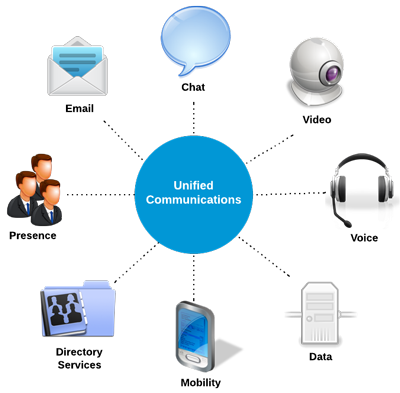 Chat
Email
Video
Unified
Communications
Presence
Voice
Directory
Services
Data
Mobility